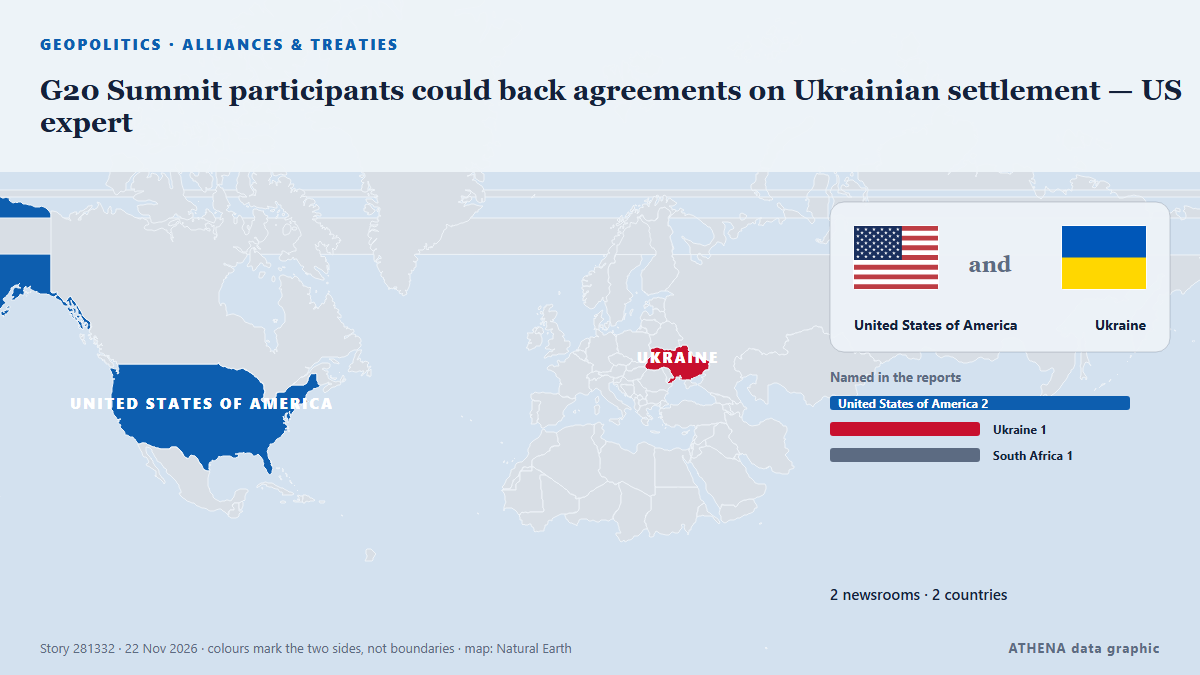 GEOPOLITICS · ALLIANCES & TREATIES
G20 Summit participants could back agreements on Ukrainian settlement — US
expert
and
United States of America
Ukraine
UKRAINE
UNITED STATES OF AMERICA
Named in the reports
United States of America 2
Ukraine 1
South Africa 1
2 newsrooms · 2 countries
Story 281332 · 22 Nov 2026 · colours mark the two sides, not boundaries · map: Natural Earth
ATHENA data graphic